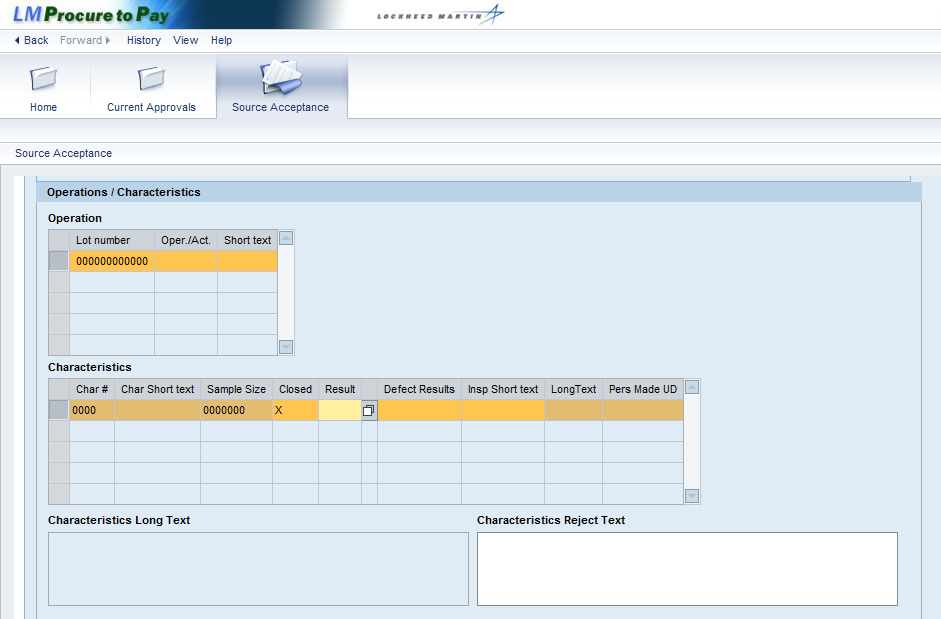 LM Procure to Pay
LOCKHEED MARTIN
Back Forward History View Help
Home Current Approvals Source Acceptance
Source Acceptance
Operations / Characteristics
Operation
Lot number Oper./Act. Short text
000000000000
Characteristics
Char # Char Short text Sample Size Closed Result Defect Results Insp Short text LongText Pers Made UD
0000 0000000 X
Characteristics Long Text Characteristics Reject Text